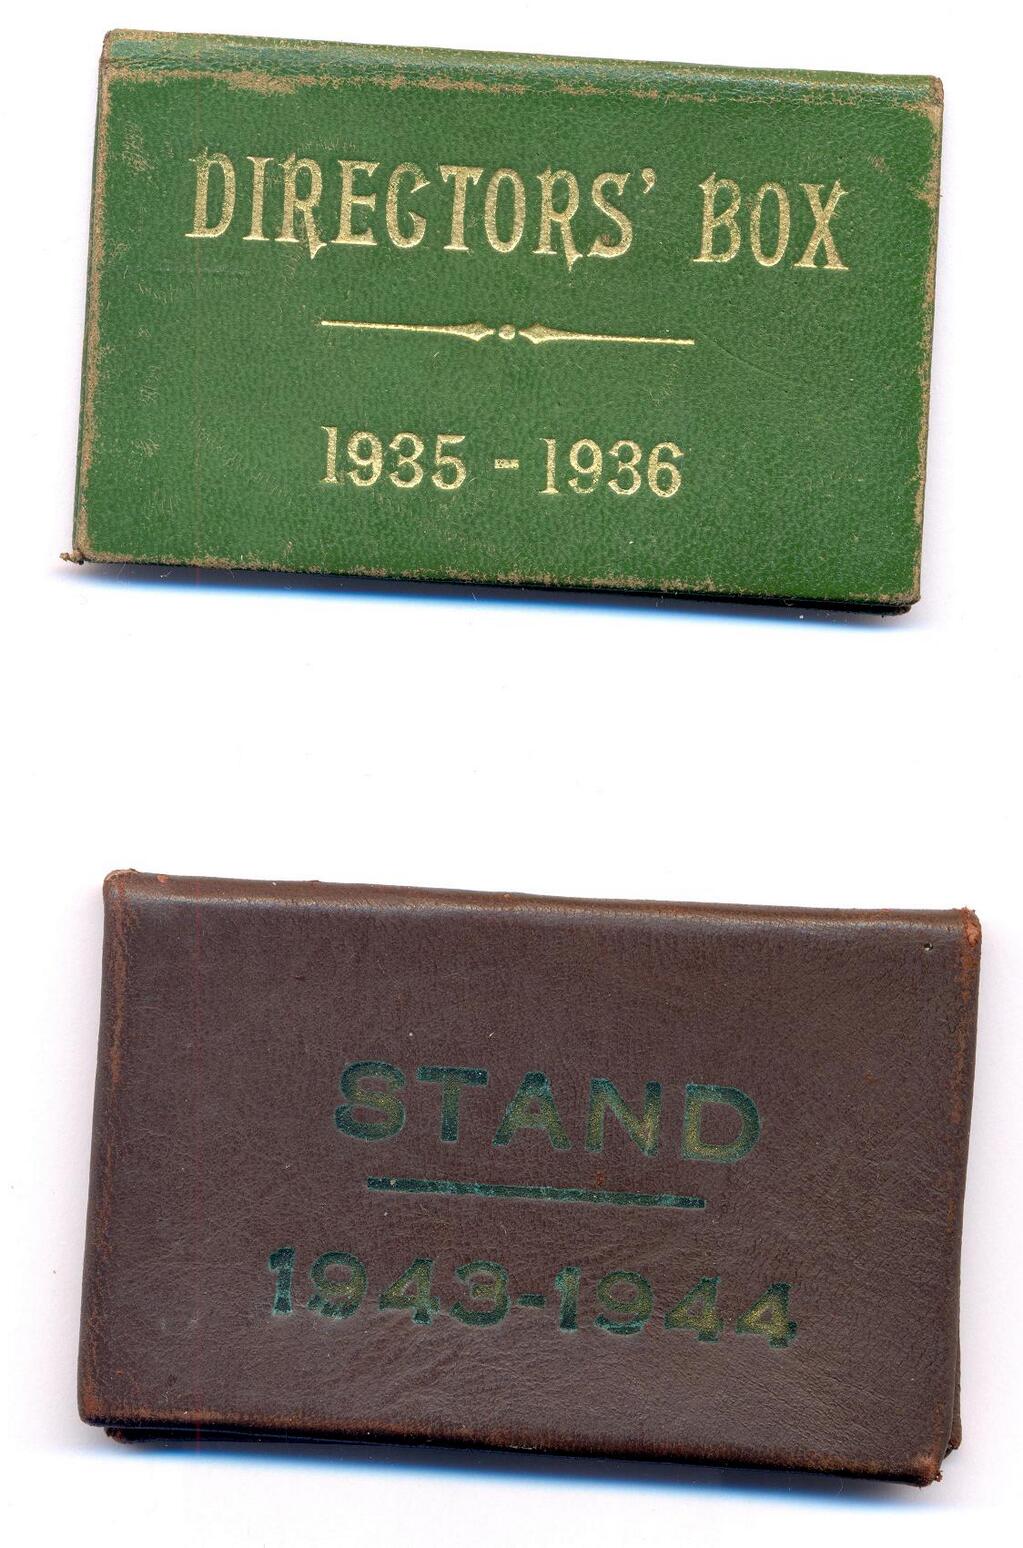 DIRECTORS' BOX
1935 - 1936
STAND
1943-1944